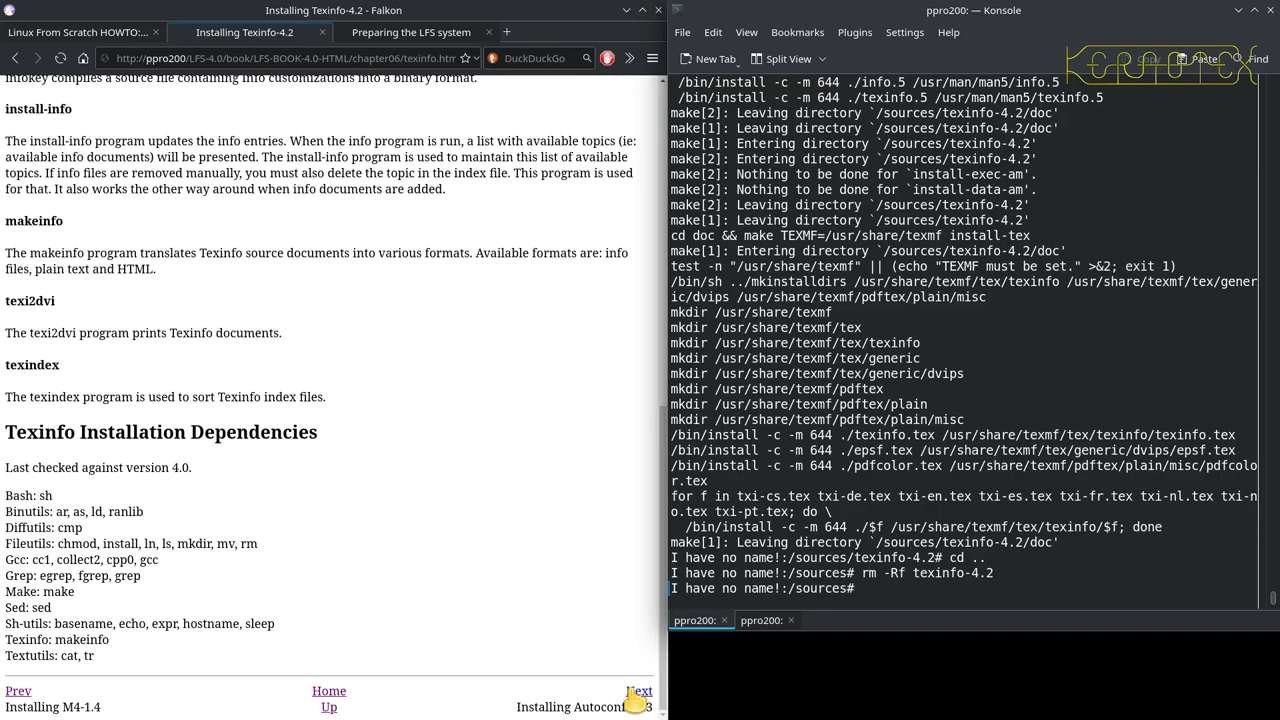 Installing Texinfo-4.2 - Falkon
Linux From Scratch HOWTO:...
Installing Texinfo-4.2
Preparing the LFS system
http://ppro200/LFS-4.0/book/LFS-BOOK-4.0-HTML/chapter06/texinfo.htm
DuckDuckGo
infokey compiles a source file containing info customizations into a binary format.
install-info
The install-info program updates the info entries. When the info program is run, a list with available topics (ie:
available info documents) will be presented. The install-info program is used to maintain this list of available
topics. If info files are removed manually, you must also delete the topic in the index file. This program is used
for that. It also works the other way around when info documents are added.
makeinfo
The makeinfo program translates Texinfo source documents into various formats. Available formats are: info
files, plain text and HTML.
texi2dvi
The texi2dvi program prints Texinfo documents.
texindex
The texindex program is used to sort Texinfo index files.
Texinfo Installation Dependencies
Last checked against version 4.0.
Bash: sh
Binutils: ar, as, ld, ranlib
Diffutils: cmp
Fileutils: chmod, install, ln, ls, mkdir, mv, rm
Gcc: cc1, collect2, cpp0, gcc
Grep: egrep, fgrep, grep
Make: make
Sed: sed
Sh-utils: basename, echo, expr, hostname, sleep
Texinfo: makeinfo
Textutils: cat, tr
Prev
Home
Next
Installing M4-1.4
Up
Installing
ppro200: — Konsole
File
Edit
View
Bookmarks
Plugins
Settings
Help
New Tab
Split View
Copy
Paste
Find
/bin/install -c -m 644 ./info.5 /usr/man/man5/info.5
/bin/install -c -m 644 ./texinfo.5 /usr/man/man5/texinfo.5
make[2]: Leaving directory `/sources/texinfo-4.2/doc'
make[1]: Leaving directory `/sources/texinfo-4.2/doc'
make[1]: Entering directory `/sources/texinfo-4.2'
make[2]: Entering directory `/sources/texinfo-4.2'
make[2]: Nothing to be done for `install-exec-am'.
make[2]: Nothing to be done for `install-data-am'.
make[2]: Leaving directory `/sources/texinfo-4.2'
make[1]: Leaving directory `/sources/texinfo-4.2'
cd doc && make TEXMF=/usr/share/texmf install-tex
make[1]: Entering directory `/sources/texinfo-4.2/doc'
test -n "/usr/share/texmf" || (echo "TEXMF must be set." >&2; exit 1)
/bin/sh ../mkinstalldirs /usr/share/texmf/tex/texinfo /usr/share/texmf/tex/gener
ic/dvips /usr/share/texmf/pdftex/plain/misc
mkdir /usr/share/texmf
mkdir /usr/share/texmf/tex
mkdir /usr/share/texmf/tex/texinfo
mkdir /usr/share/texmf/tex/generic
mkdir /usr/share/texmf/tex/generic/dvips
mkdir /usr/share/texmf/pdftex
mkdir /usr/share/texmf/pdftex/plain
mkdir /usr/share/texmf/pdftex/plain/misc
/bin/install -c -m 644 ./texinfo.tex /usr/share/texmf/tex/texinfo/texinfo.tex
/bin/install -c -m 644 ./epsf.tex /usr/share/texmf/tex/generic/dvips/epsf.tex
/bin/install -c -m 644 ./pdfcolor.tex /usr/share/texmf/pdftex/plain/misc/pdfcolo
r.tex
for f in txi-cs.tex txi-de.tex txi-en.tex txi-es.tex txi-fr.tex txi-nl.tex txi-n
o.tex txi-pt.tex; do \
/bin/install -c -m 644 ./$f /usr/share/texmf/tex/texinfo/$f; done
make[1]: Leaving directory `/sources/texinfo-4.2/doc'
I have no name!:/sources/texinfo-4.2# cd ..
I have no name!:/sources# rm -Rf texinfo-4.2
I have no name!:/sources#
ppro200:
ppro200: